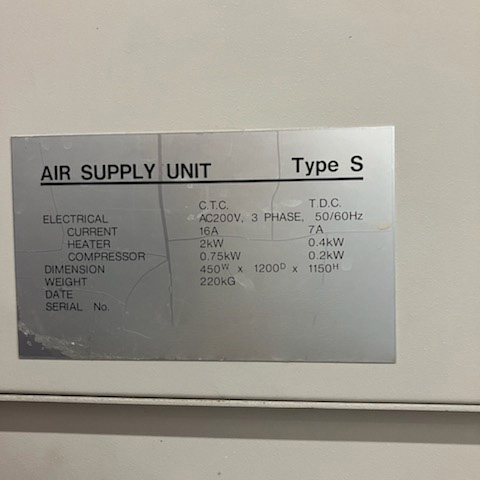 AIR SUPPLY UNIT Type S
C.T.C. T.D.C.
ELECTRICAL AC200V, 3 PHASE, 50/60Hz
CURRENT 16A 7A
HEATER 2kW 0.4kW
COMPRESSOR 0.75kW 0.2kW
DIMENSION 450W x 1200D x 1150H
WEIGHT 220kG
DATE
SERIAL No.